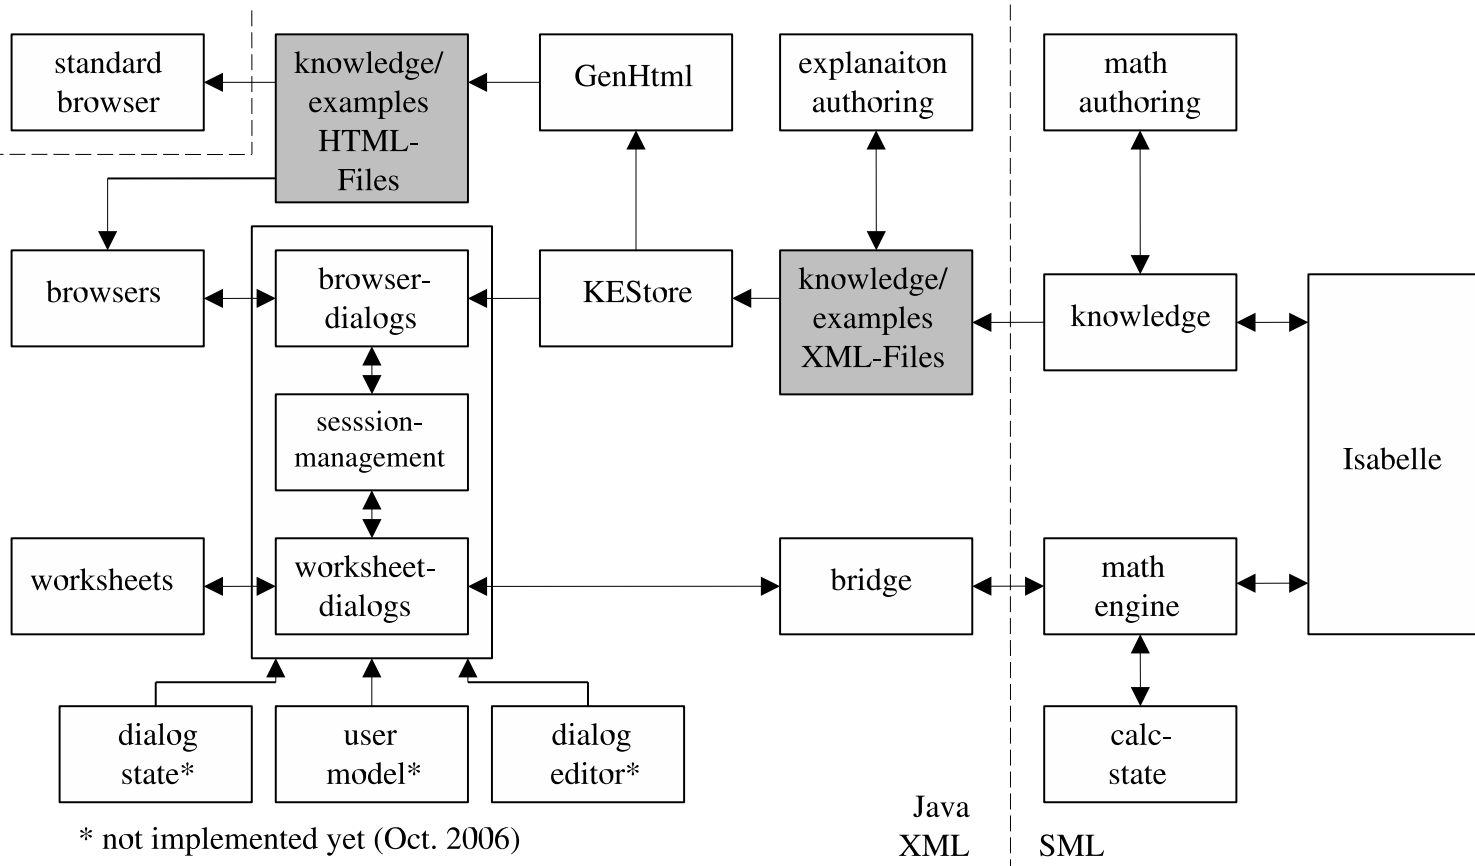 standard
browser
knowledge/
examples
HTML-
Files
GenHtml
explanaiton
authoring
math
authoring
browsers
browser-
dialogs
KEStore
knowledge/
examples
XML-Files
knowledge
sesssion-
management
Isabelle
worksheets
worksheet-
dialogs
bridge
math
engine
dialog
state*
user
model*
dialog
editor*
calc-
state
* not implemented yet (Oct. 2006)
Java
XML
SML